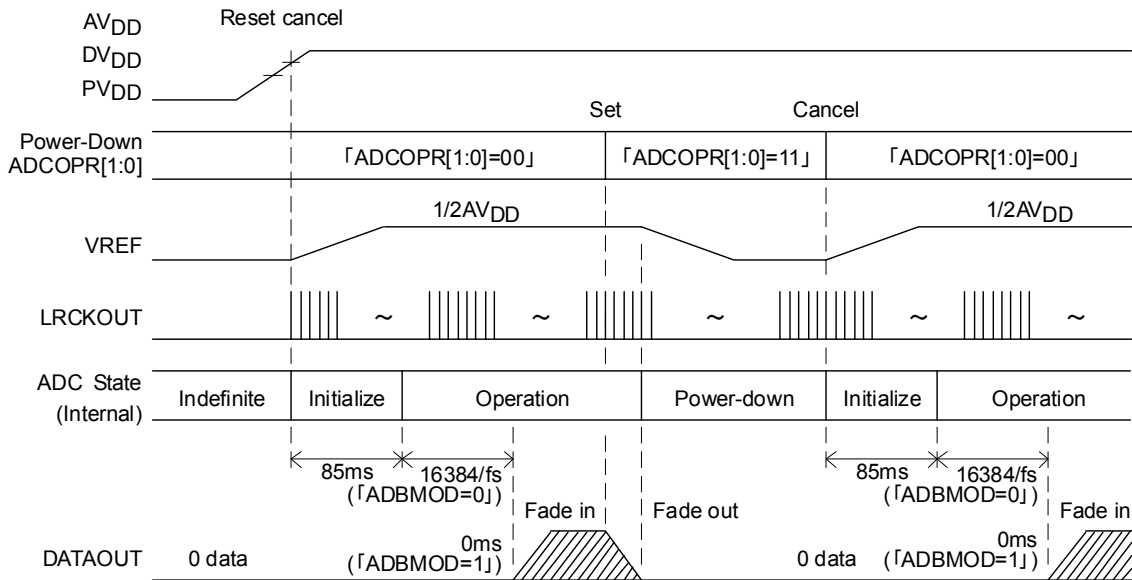 AVDD
Reset cancel
DVDD
PVDD
Set
Cancel
Power-Down
ADCOPR[1:0]
｢ADCOPR[1:0]=00｣
｢ADCOPR[1:0]=11｣
｢ADCOPR[1:0]=00｣
1/2AVDD
1/2AVDD
VREF
LRCKOUT
~
~
~
~
~
ADC State
(Internal)
Indefinite
Initialize
Operation
Power-down
Initialize
Operation
85ms
16384/fs
(｢ADBMOD=0｣)
85ms
16384/fs
(｢ADBMOD=0｣)
Fade in
Fade out
Fade in
DATAOUT
0 data
0ms
(｢ADBMOD=1｣)
0 data
0ms
(｢ADBMOD=1｣)